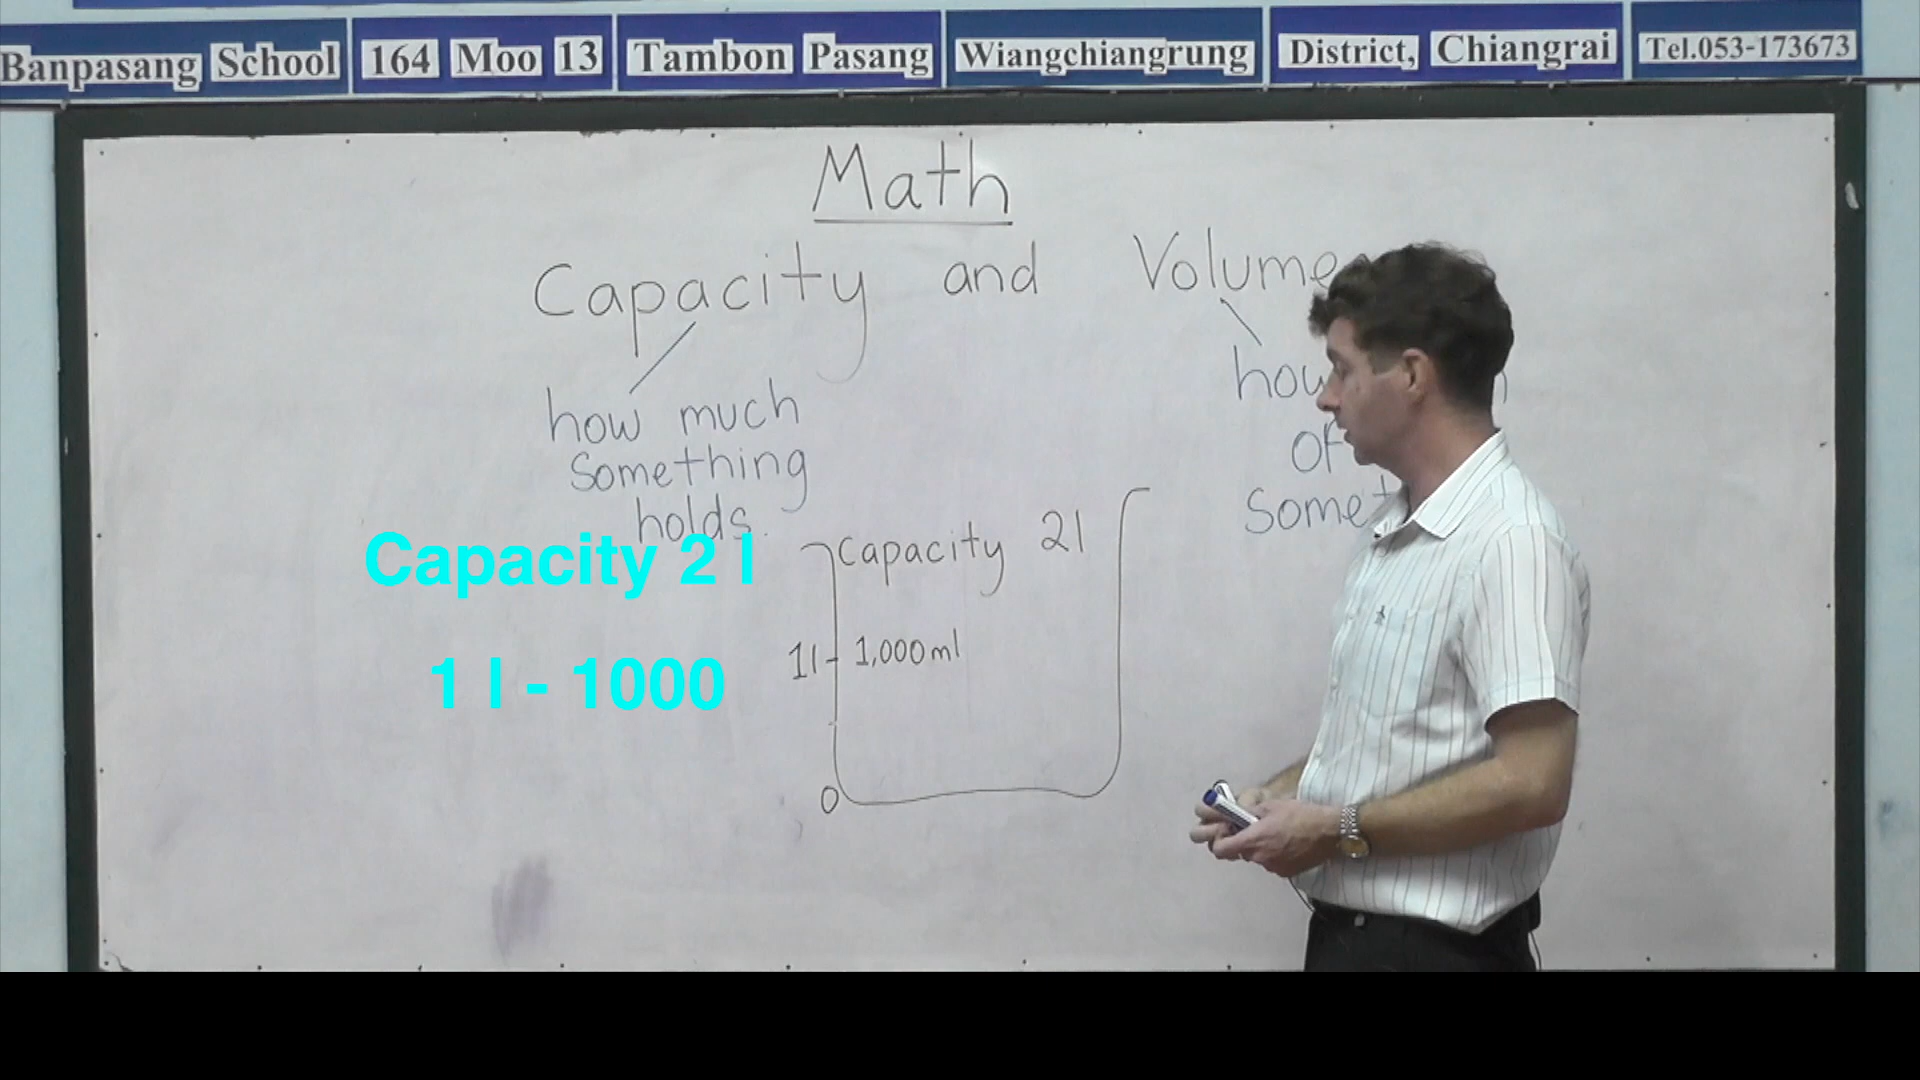 Banpasang School 164 Moo 13 Tambon Pasang Wiangchiangrung District, Chiangrai Tel.053-173673
Math
Capacity and Volume
how much
something
holds.
of
Capacity 2 l
1 l - 1000
Capacity 2l
1l - 1,000ml
0